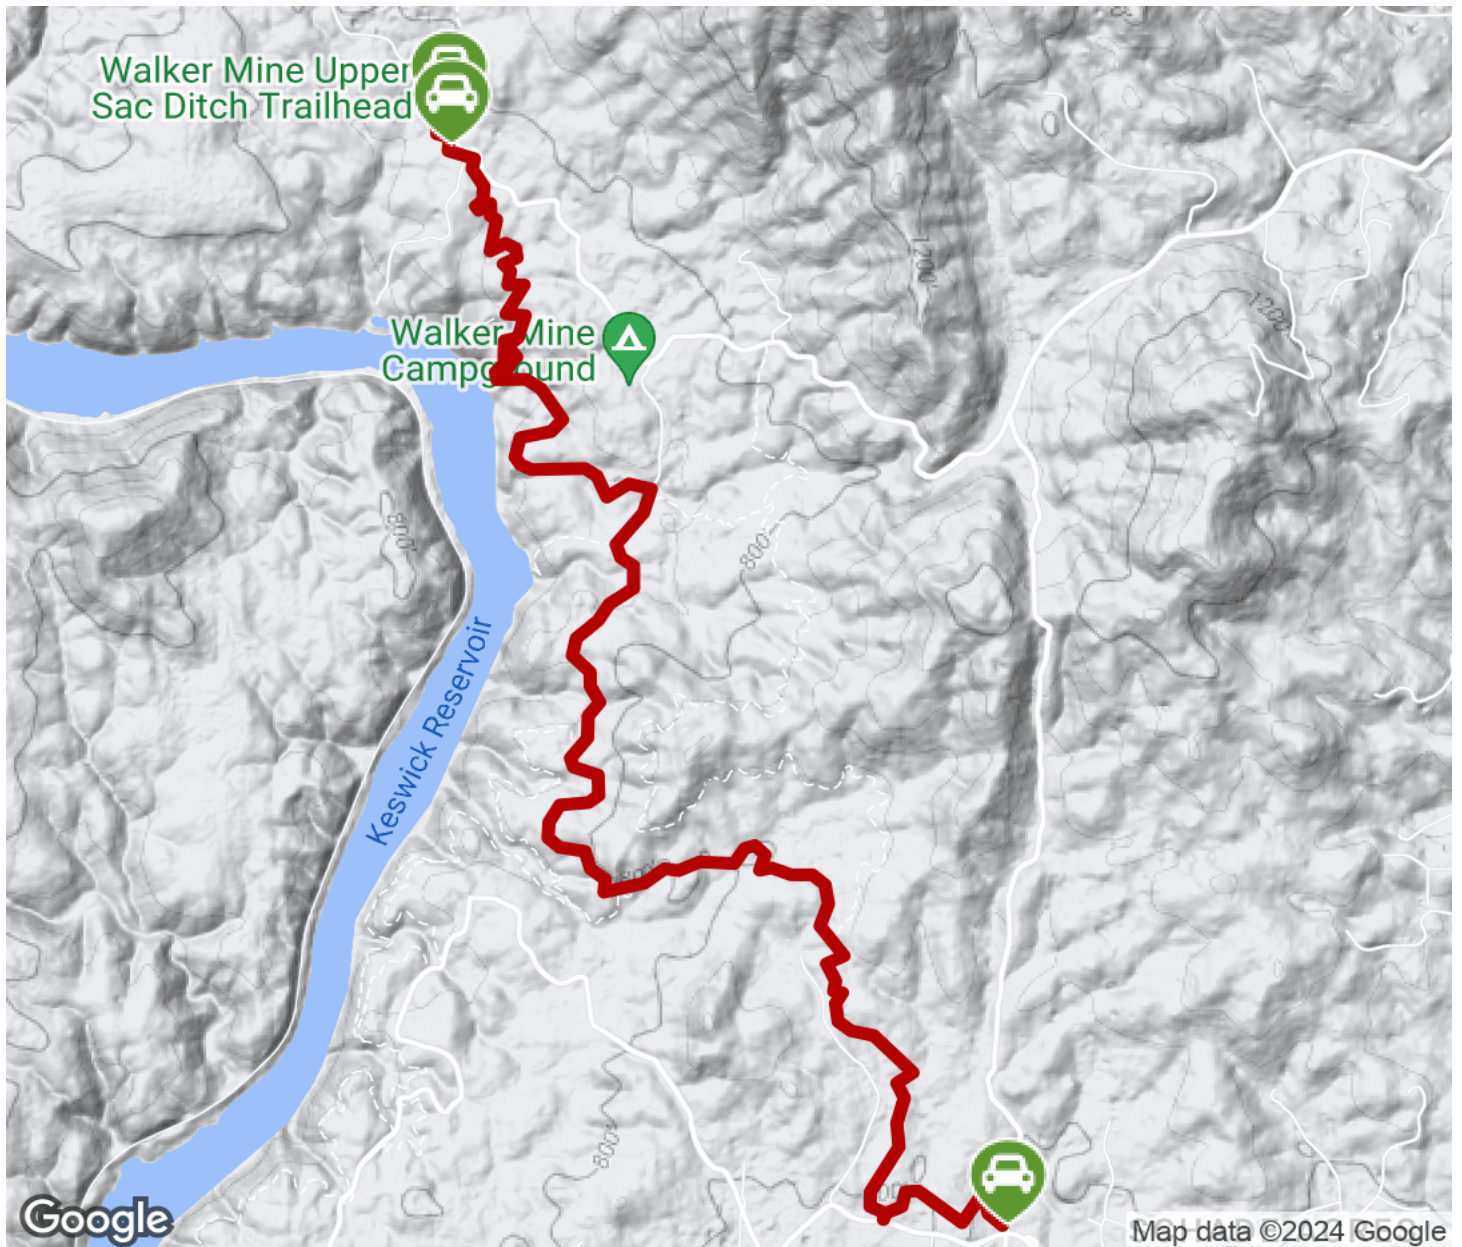 Walker Mine Upper
Sac Ditch Trailhead
1200'
1200
Walker Mine
Campground
800'
800
Keswick Reservoir
800'
Google
Map data ©2024 Google